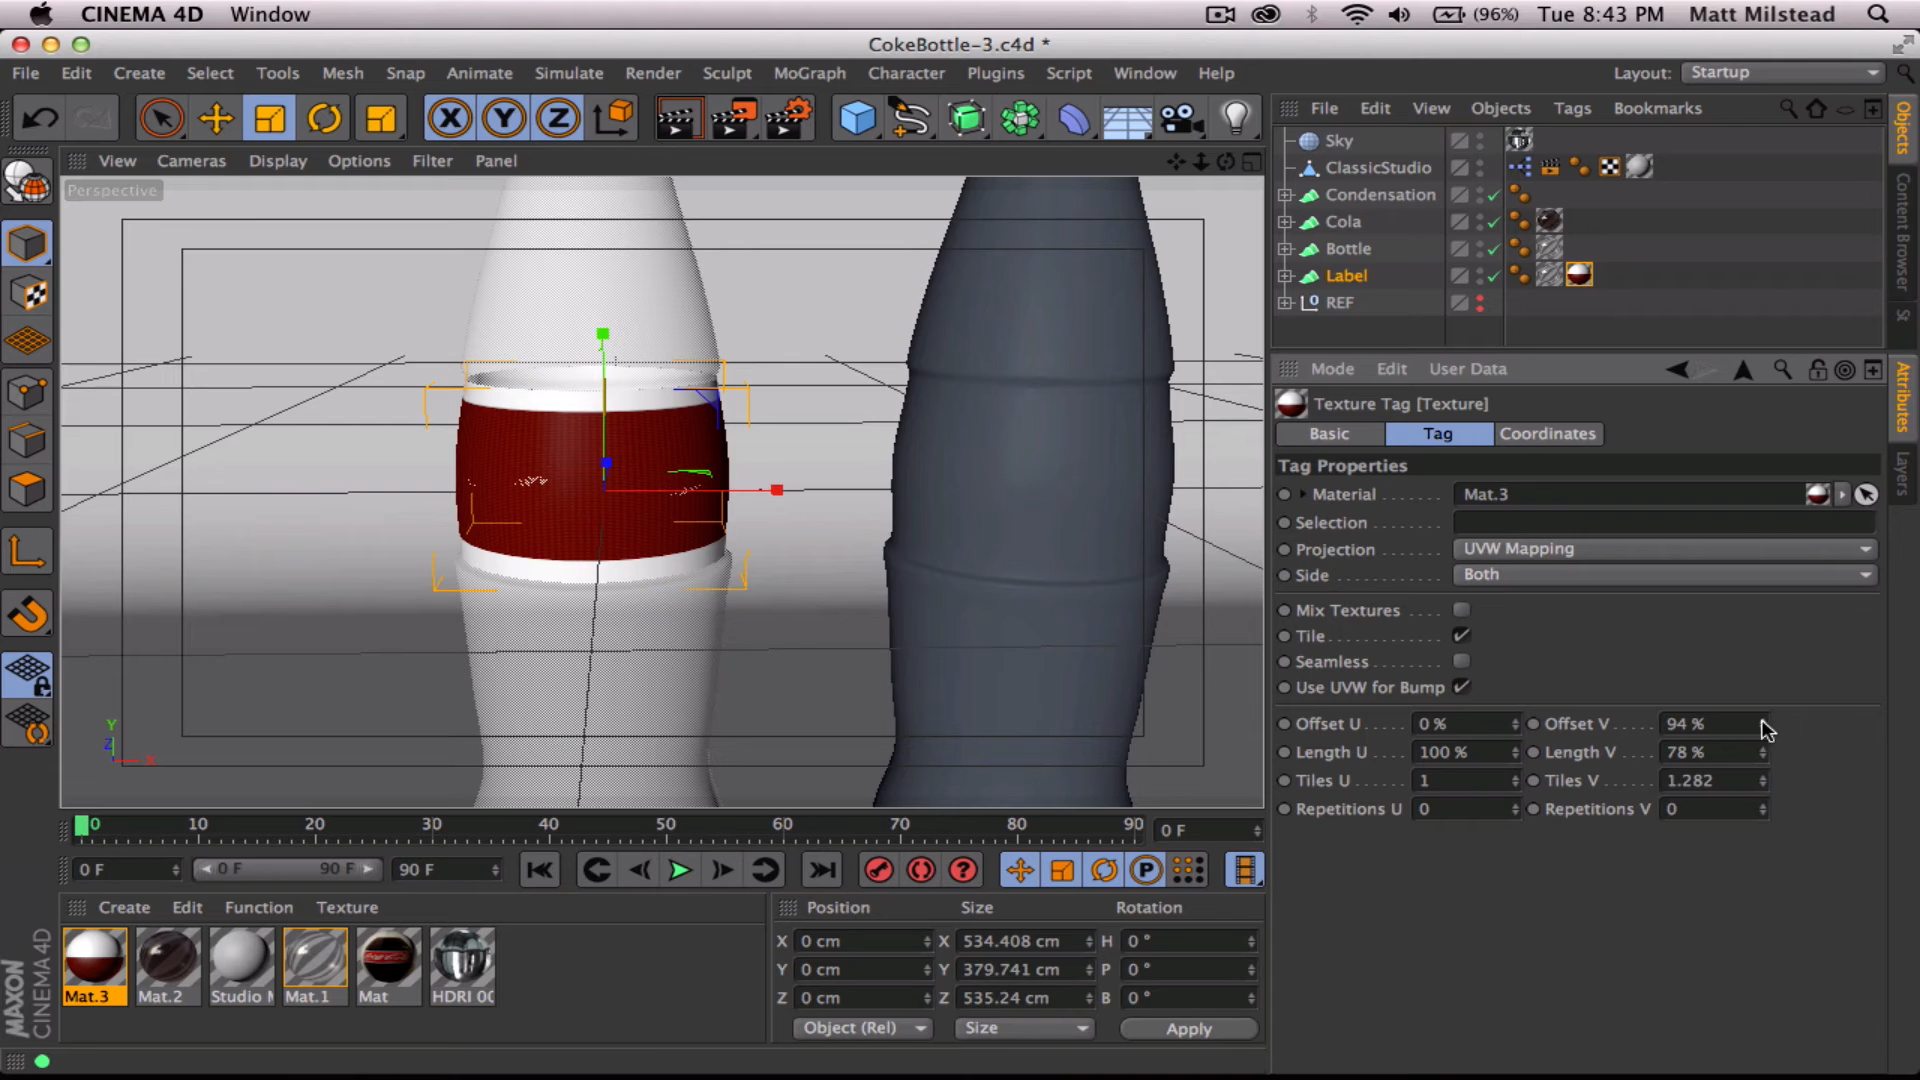 CINEMA 4D Window (96%) Tue 8:43 PM Matt Milstead
CokeBottle-3.c4d *
File Edit Create Select Tools Mesh Snap Animate Simulate Render Sculpt MoGraph Character Plugins Script Window Help Layout: Startup
X Y Z
File Edit View Objects Tags Bookmarks
View Cameras Display Options Filter Panel
Perspective
Sky
ClassicStudio
Condensation
Cola
Bottle
Label
REF
Objects
Content Browser
St
Mode Edit User Data
Texture Tag [Texture]
Basic Tag Coordinates
Tag Properties
Material Mat.3
Selection
Projection UVW Mapping
Side Both
Mix Textures
Tile
Seamless
Use UVW for Bump
Offset U 0 % Offset V 94 %
Length U 100 % Length V 78 %
Tiles U 1 Tiles V 1.282
Repetitions U 0 Repetitions V 0
Attributes
Layers
Y
Z
X
0 10 20 30 40 50 60 70 80 90 0 F
0 F 0 F 90 F 90 F
Create Edit Function Texture
Mat.3 Mat.2 Studio M Mat.1 Mat HDRI 00
Position Size Rotation
X 0 cm X 534.408 cm H 0 °
Y 0 cm Y 379.741 cm P 0 °
Z 0 cm Z 535.24 cm B 0 °
Object (Rel) Size Apply
MAXON
CINEMA 4D